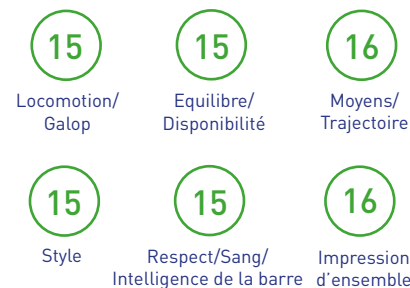 15 15 16
Locomotion/ Equilibre/ Moyens/
Galop Disponibilité Trajectoire
15 15 16
Style Respect/Sang/ Impression
Intelligence de la barre d'ensemble